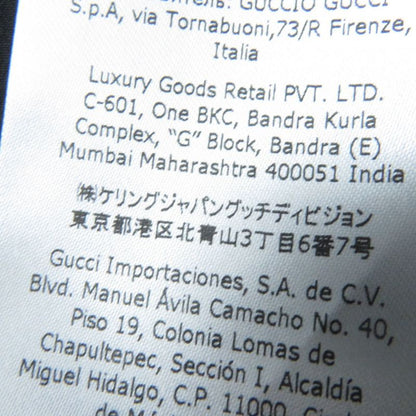 GUCCIO GUCCI
S.p.A, via Tornabuoni,73/R Firenze,
Italia
Luxury Goods Retail PVT. LTD.
C-601, One BKC, Bandra Kurla
Complex, “G” Block, Bandra (E)
Mumbai Maharashtra 400051 India
㈱ケリングジャパングッチディビジョン
東京都港区北青山3丁目6番7号
Gucci Importaciones, S.A. de C.V.
Blvd. Manuel Ávila Camacho No. 40,
Piso 19, Colonia Lomas de
Chapultepec, Sección I, Alcaldía
Miguel Hidalgo, C.P. 11000,